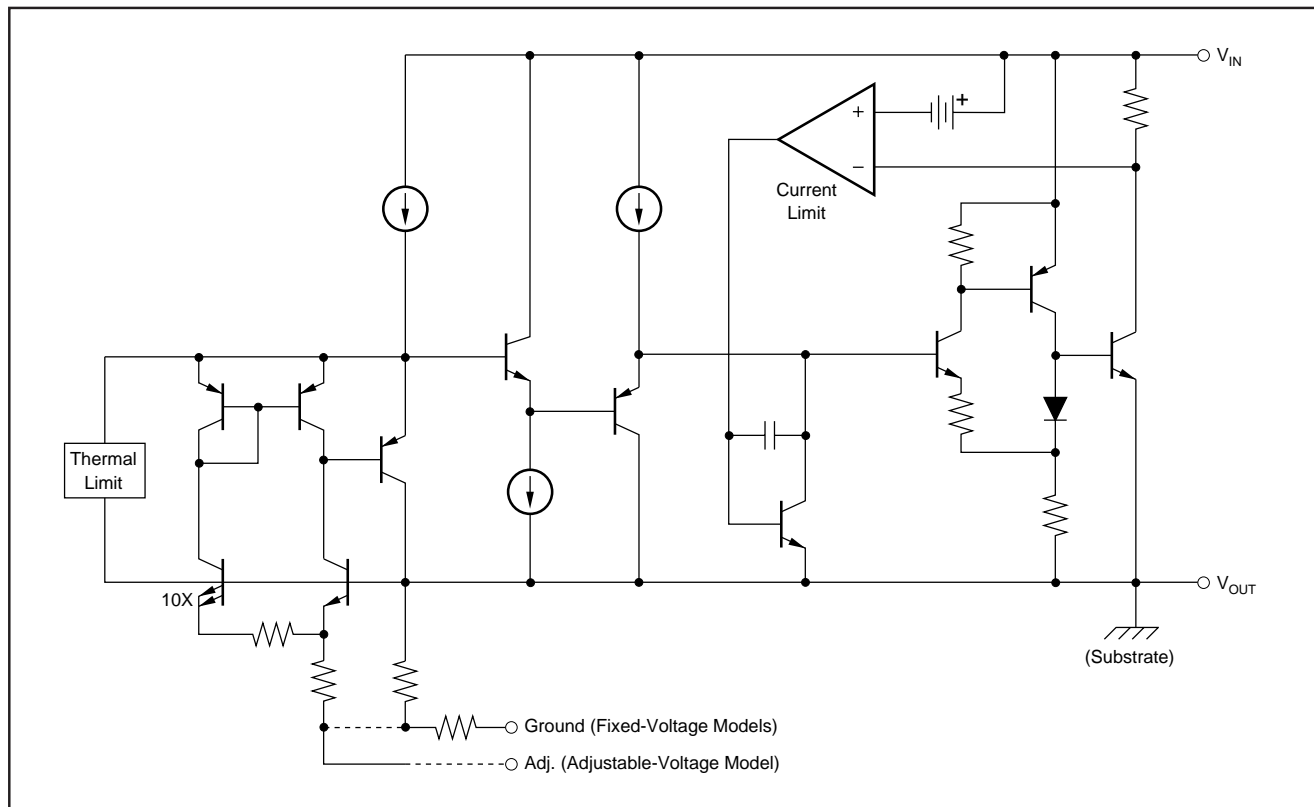 V_IN
+
+
−
Current
Limit
Thermal
Limit
10X
V_OUT
(Substrate)
Ground (Fixed-Voltage Models)
Adj. (Adjustable-Voltage Model)